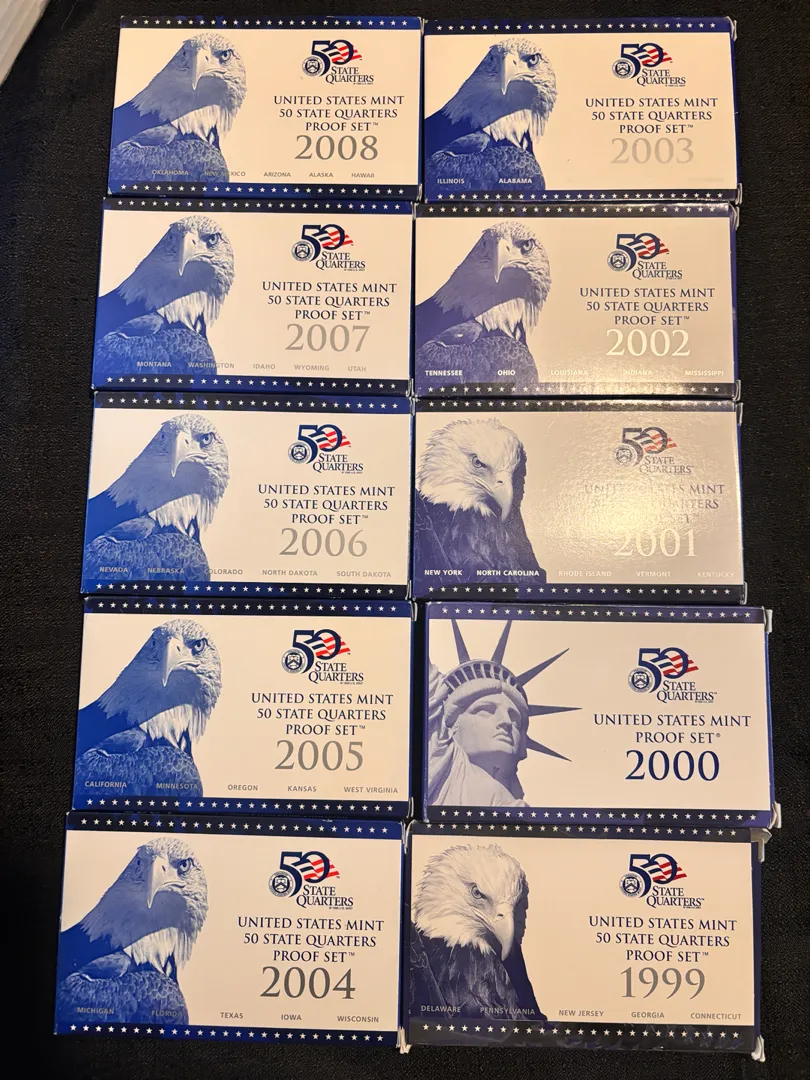 50
STATE
QUARTERS
UNITED STATES MINT
50 STATE QUARTERS
PROOF SET™
2008
OKLAHOMA NEW MEXICO ARIZONA ALASKA HAWAII
50
STATE
QUARTERS
UNITED STATES MINT
50 STATE QUARTERS
PROOF SET™
2003
ILLINOIS ALABAMA
50
STATE
QUARTERS
UNITED STATES MINT
50 STATE QUARTERS
PROOF SET™
2007
MONTANA WASHINGTON IDAHO WYOMING UTAH
50
STATE
QUARTERS
UNITED STATES MINT
50 STATE QUARTERS
PROOF SET™
2002
TENNESSEE OHIO LOUISIANA INDIANA MISSISSIPPI
50
STATE
QUARTERS
UNITED STATES MINT
50 STATE QUARTERS
PROOF SET™
2006
NEVADA NEBRASKA COLORADO NORTH DAKOTA SOUTH DAKOTA
50
STATE
QUARTERS™
UNITED STATES MINT
QUARTERS
2001
NEW YORK NORTH CAROLINA RHODE ISLAND VERMONT KENTUCKY
50
STATE
QUARTERS
UNITED STATES MINT
50 STATE QUARTERS
PROOF SET™
2005
CALIFORNIA MINNESOTA OREGON KANSAS WEST VIRGINIA
50
STATE
QUARTERS™
UNITED STATES MINT
PROOF SET®
2000
50
STATE
QUARTERS
UNITED STATES MINT
50 STATE QUARTERS
PROOF SET™
2004
MICHIGAN FLORIDA TEXAS IOWA WISCONSIN
50
STATE
QUARTERS™
UNITED STATES MINT
50 STATE QUARTERS
PROOF SET™
1999
DELAWARE PENNSYLVANIA NEW JERSEY GEORGIA CONNECTICUT